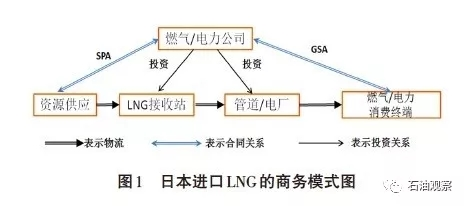 燃气/电力公司
SPA
GSA
投资
投资
资源供应
LNG接收站
管道/电厂
燃气/电力
消费终端
表示物流
表示合同关系
表示投资关系
图1 日本进口LNG的商务模式图
石油观察